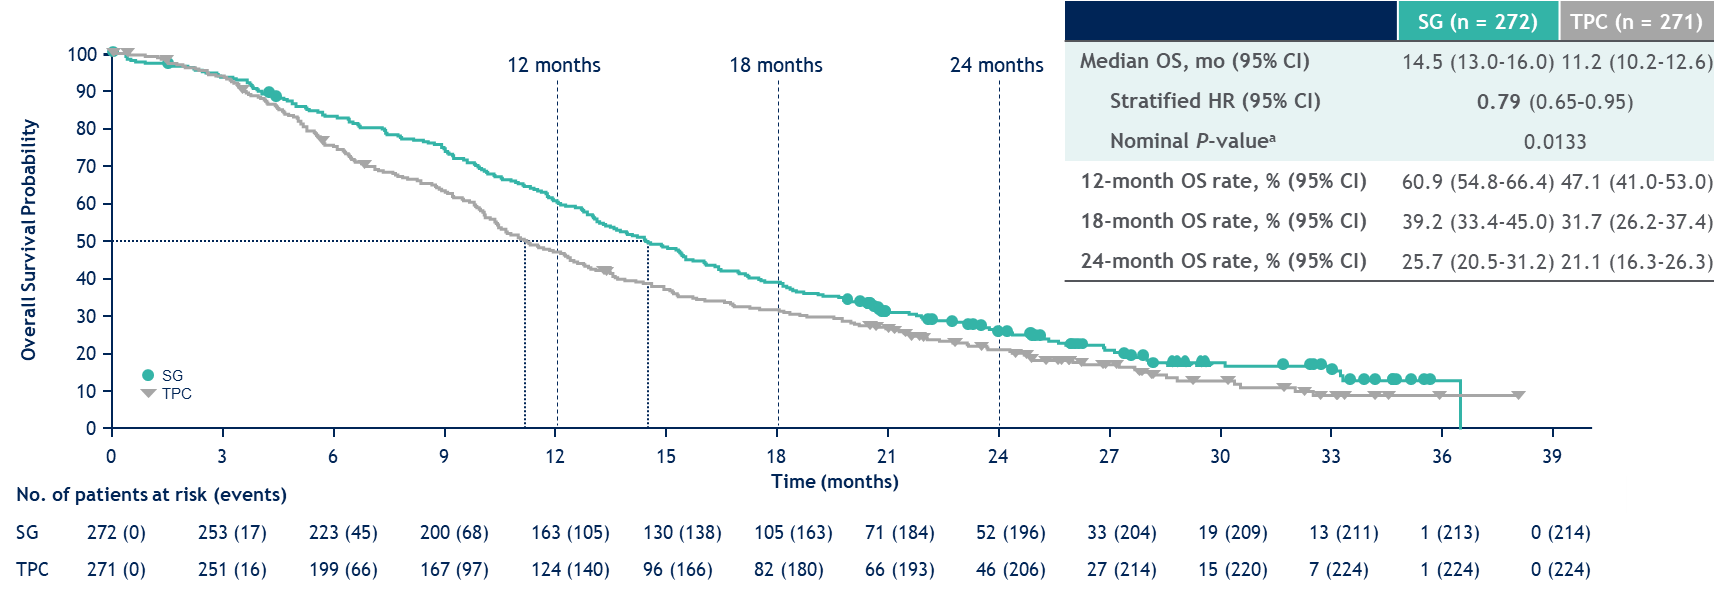 SG (n = 272) TPC (n = 271)
Median OS, mo (95% CI) 14.5 (13.0-16.0) 11.2 (10.2-12.6)
Stratified HR (95% CI) 0.79 (0.65-0.95)
Nominal P-valueᵃ 0.0133
12-month OS rate, % (95% CI) 60.9 (54.8-66.4) 47.1 (41.0-53.0)
18-month OS rate, % (95% CI) 39.2 (33.4-45.0) 31.7 (26.2-37.4)
24-month OS rate, % (95% CI) 25.7 (20.5-31.2) 21.1 (16.3-26.3)
12 months 18 months 24 months
Overall Survival Probability
100
90
80
70
60
50
40
30
20
10
0
SG
TPC
0 3 6 9 12 15 18 21 24 27 30 33 36 39
Time (months)
No. of patients at risk (events)
SG 272 (0) 253 (17) 223 (45) 200 (68) 163 (105) 130 (138) 105 (163) 71 (184) 52 (196) 33 (204) 19 (209) 13 (211) 1 (213) 0 (214)
TPC 271 (0) 251 (16) 199 (66) 167 (97) 124 (140) 96 (166) 82 (180) 66 (193) 46 (206) 27 (214) 15 (220) 7 (224) 1 (224) 0 (224)